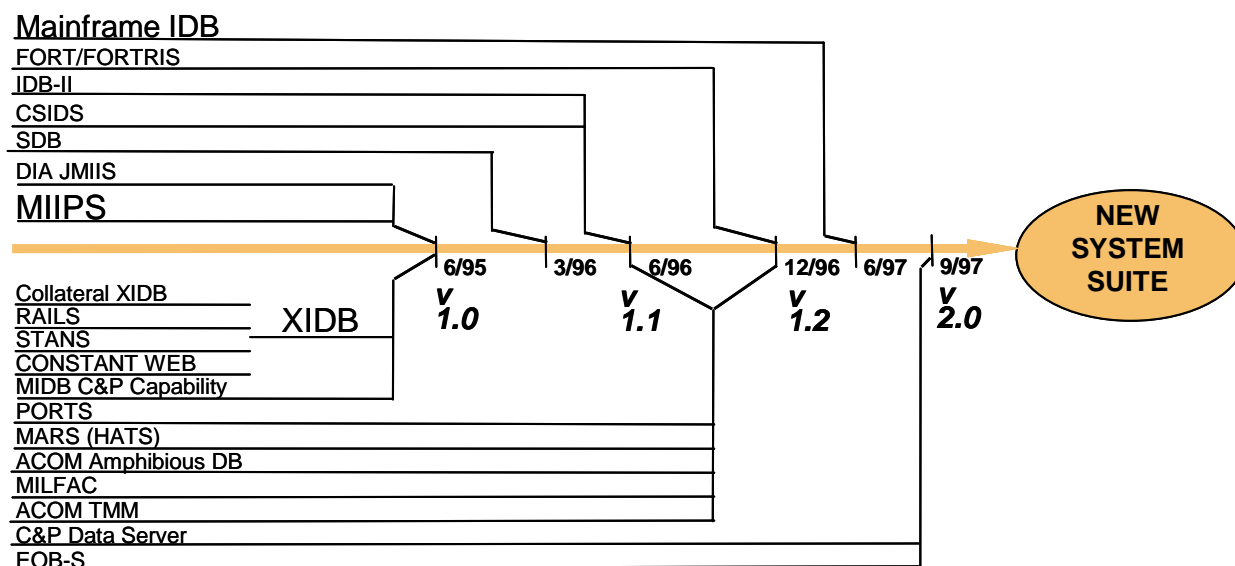 Mainframe IDB
FORT/FORTRIS
IDB-II
CSIDS
SDB
DIA JMIIS
MIIPS
NEW
SYSTEM
SUITE
6/95
3/96
6/96
12/96
6/97
9/97
v
1.0
v
1.1
v
1.2
v
2.0
Collateral XIDB
RAILS
XIDB
STANS
CONSTANT WEB
MIDB C&P Capability
PORTS
MARS (HATS)
ACOM Amphibious DB
MILFAC
ACOM TMM
C&P Data Server
EOB-S